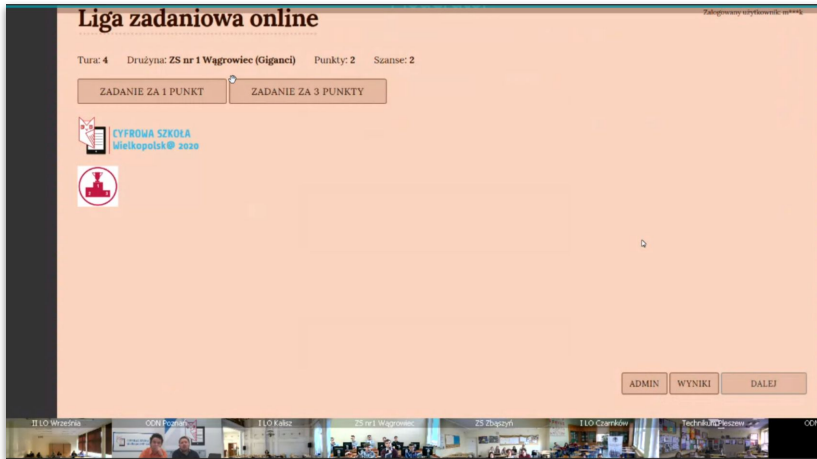 Liga zadaniowa online
Zalogowany użytkownik: m***k
Tura: 4 Drużyna: ZS nr 1 Wągrowiec (Giganci) Punkty: 2 Szanse: 2
ZADANIE ZA 1 PUNKT ZADANIE ZA 3 PUNKTY
CYFROWA SZKOŁA
Wielkopolsk@ 2020
ADMIN WYNIKI DALEJ
II LO Września ODN Poznań I LO Kalisz ZS nr1 Wągrowiec ZS Zbąszyń I LO Czarnków Technikum Pleszew ODN